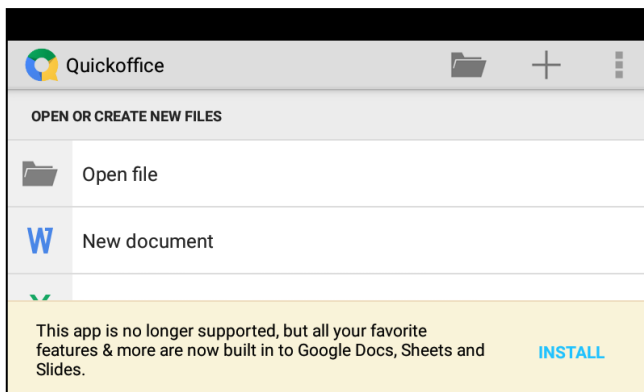 Quickoffice
OPEN OR CREATE NEW FILES
Open file
W
New document
This app is no longer supported, but all your favorite
features & more are now built in to Google Docs, Sheets and
Slides.
INSTALL